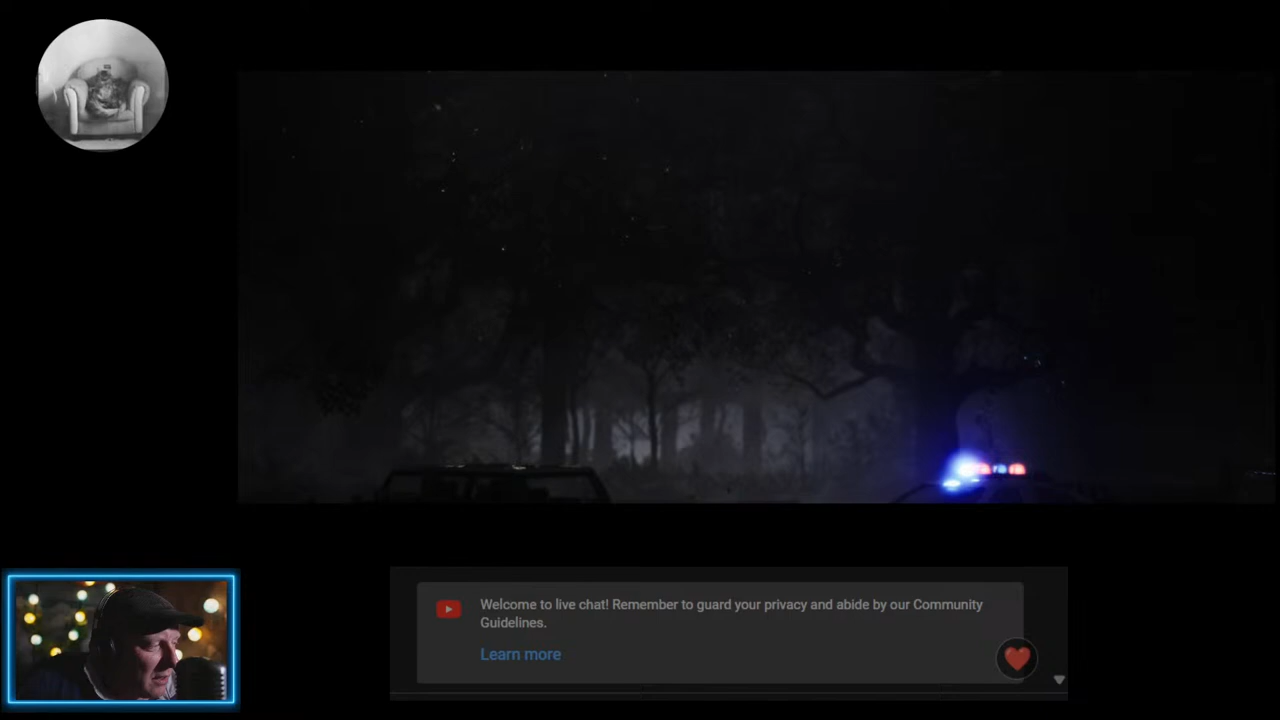 Welcome to live chat! Remember to guard your privacy and abide by our Community
Guidelines.
Learn more